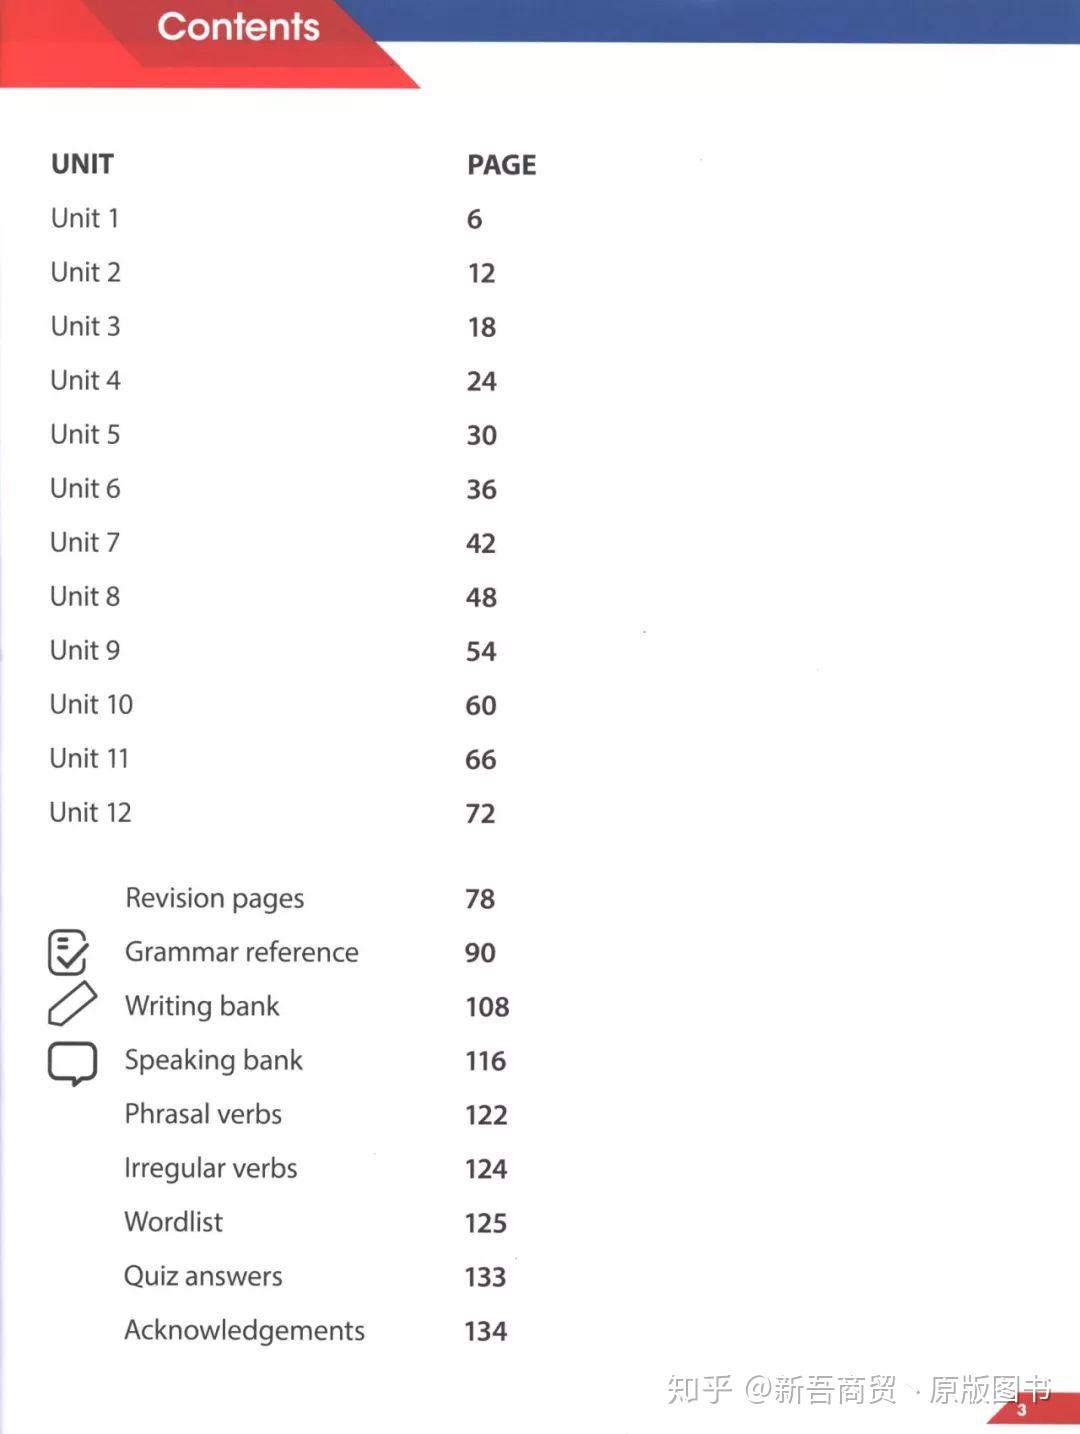 Contents
UNIT PAGE
Unit 1 6
Unit 2 12
Unit 3 18
Unit 4 24
Unit 5 30
Unit 6 36
Unit 7 42
Unit 8 48
Unit 9 54
Unit 10 60
Unit 11 66
Unit 12 72
Revision pages 78
Grammar reference 90
Writing bank 108
Speaking bank 116
Phrasal verbs 122
Irregular verbs 124
Wordlist 125
Quiz answers 133
Acknowledgements 134
知乎 @新吾商贸丶原版图书
3